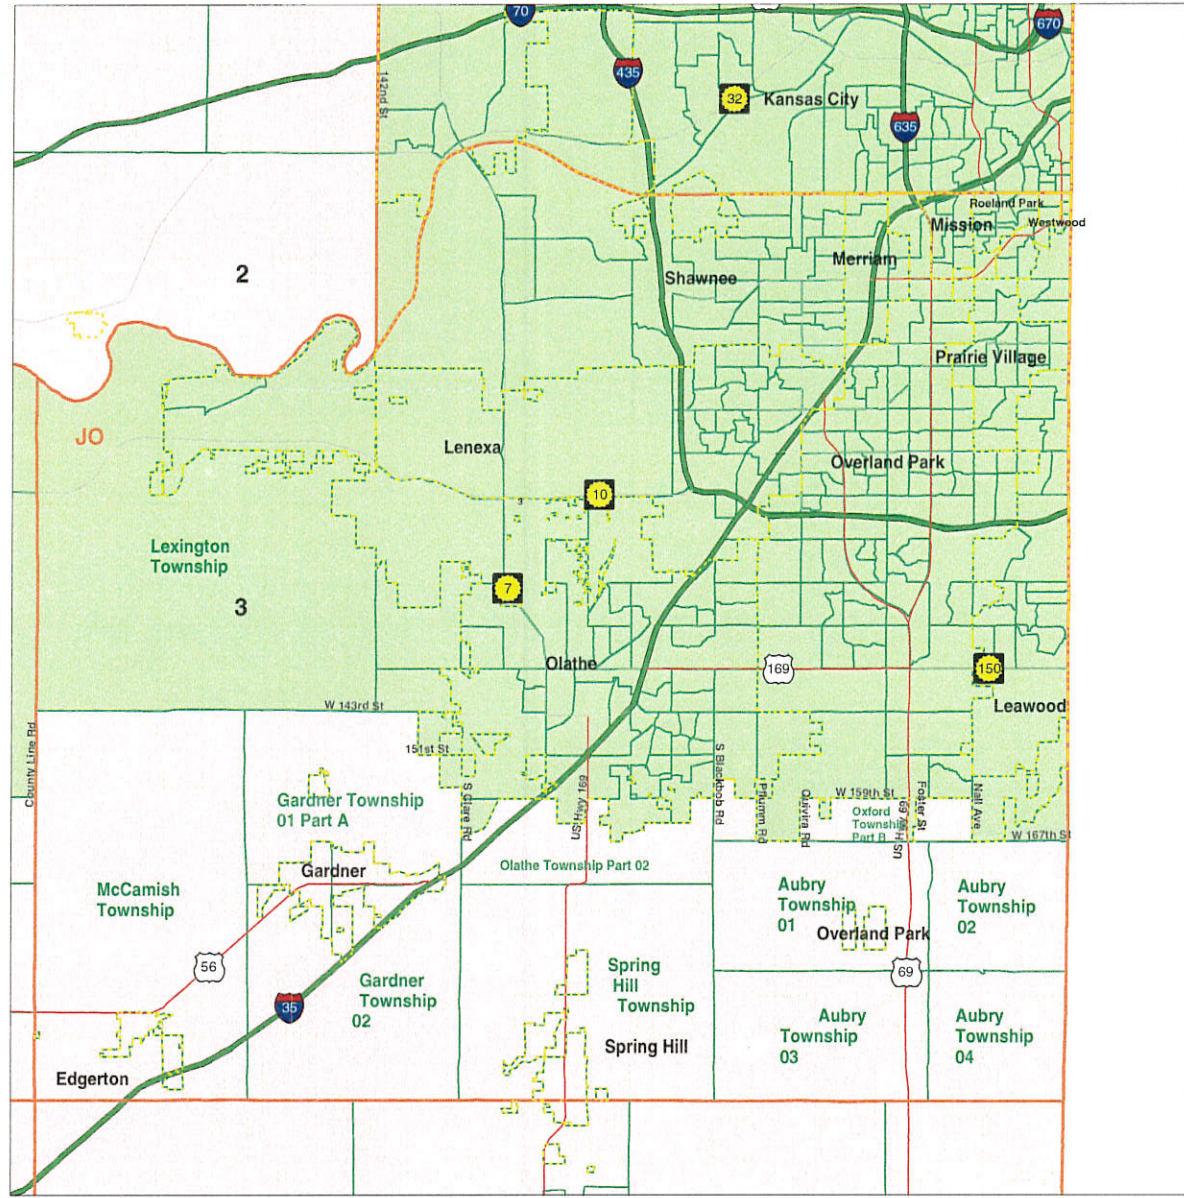 70
670
435
142nd St
32
Kansas City
635
Roeland Park
Mission
Westwood
Merriam
2
Shawnee
Prairie Village
JO
Lenexa
Overland Park
10
3
Lexington
Township
7
3
Olathe
169
150
W 143rd St
Leawood
County Line Rd
151st St
S Clare Rd
US Hwy 169
S Blackbob Rd
Pflumm Rd
Quivira Rd
W 159th St
Foster St
US Hwy 69
Nall Ave
Gardner Township
01 Part A
Oxford
Township
Part B
W 167th St
Olathe Township Part 02
Gardner
McCamish
Township
Aubry
Township
01
Aubry
Township
02
Overland Park
56
69
Spring
Hill
Township
Gardner
Township
02
35
Aubry
Township
03
Aubry
Township
04
Spring Hill
Edgerton